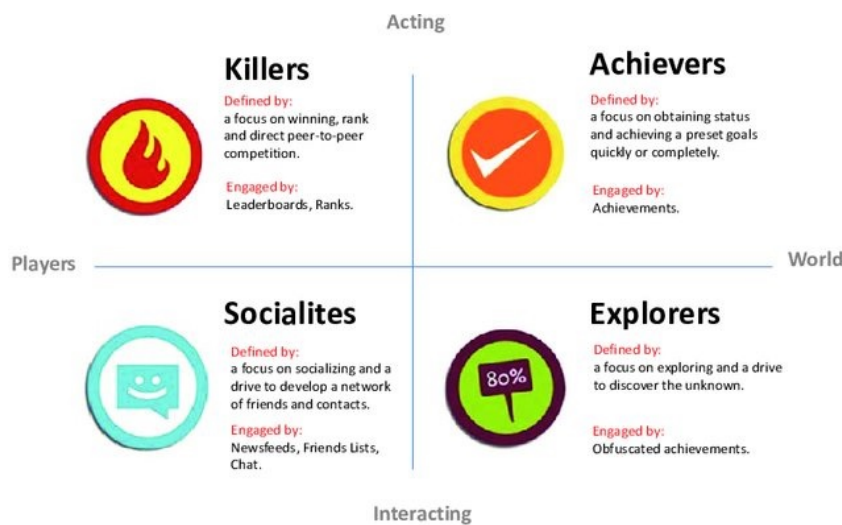 Acting
Killers
Defined by:
a focus on winning, rank
and direct peer-to-peer
competition.
Engaged by:
Leaderboards, Ranks.
Achievers
Defined by:
a focus on obtaining status
and achieving a preset goals
quickly or completely.
Engaged by:
Achievements.
Players
World
Socialites
Defined by:
a focus on socializing and a
drive to develop a network
of friends and contacts.
Engaged by:
Newsfeeds, Friends Lists,
Chat.
80%
Explorers
Defined by:
a focus on exploring and a drive
to discover the unknown.
Engaged by:
Obfuscated achievements.
Interacting